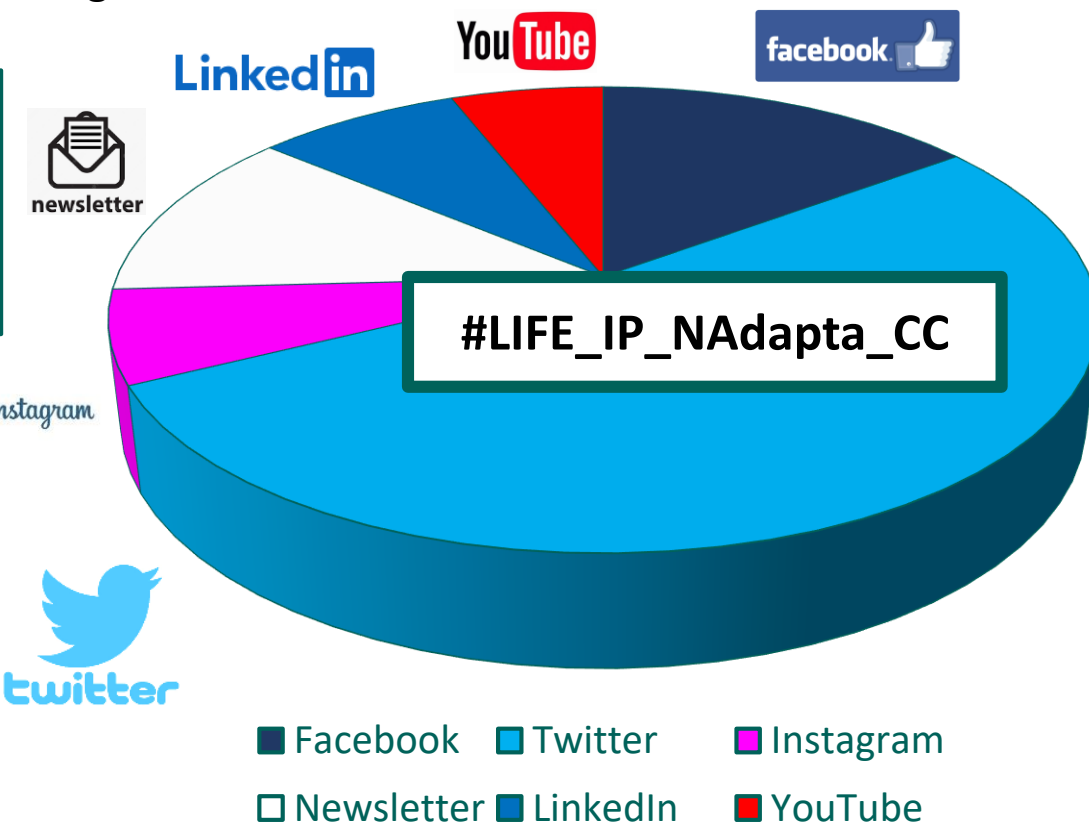 YouTube
facebook
Linkedin
newsletter
#LIFE_IP_NAdapta_CC
nstagram
twitter
Facebook Twitter Instagram
Newsletter LinkedIn YouTube